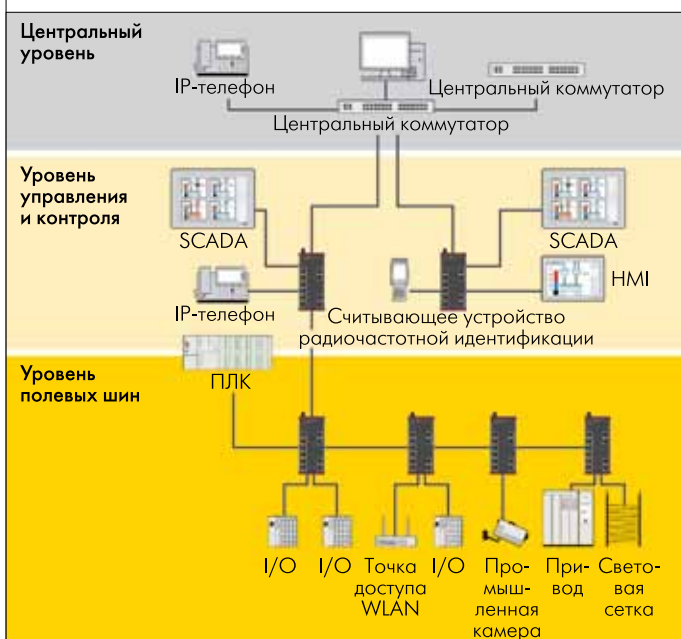 Центральный
уровень
IP-телефон
Центральный коммутатор
Центральный коммутатор
Уровень
управления
и контроля
SCADA
SCADA
IP-телефон
HMI
Считывающее устройство
радиочастотной идентификации
Уровень
полевых шин
ПЛК
I/O
I/O
Точка
доступа
WLAN
I/O
Про-
мыш-
ленная
камера
При-
вод
Свето-
вая
сетка